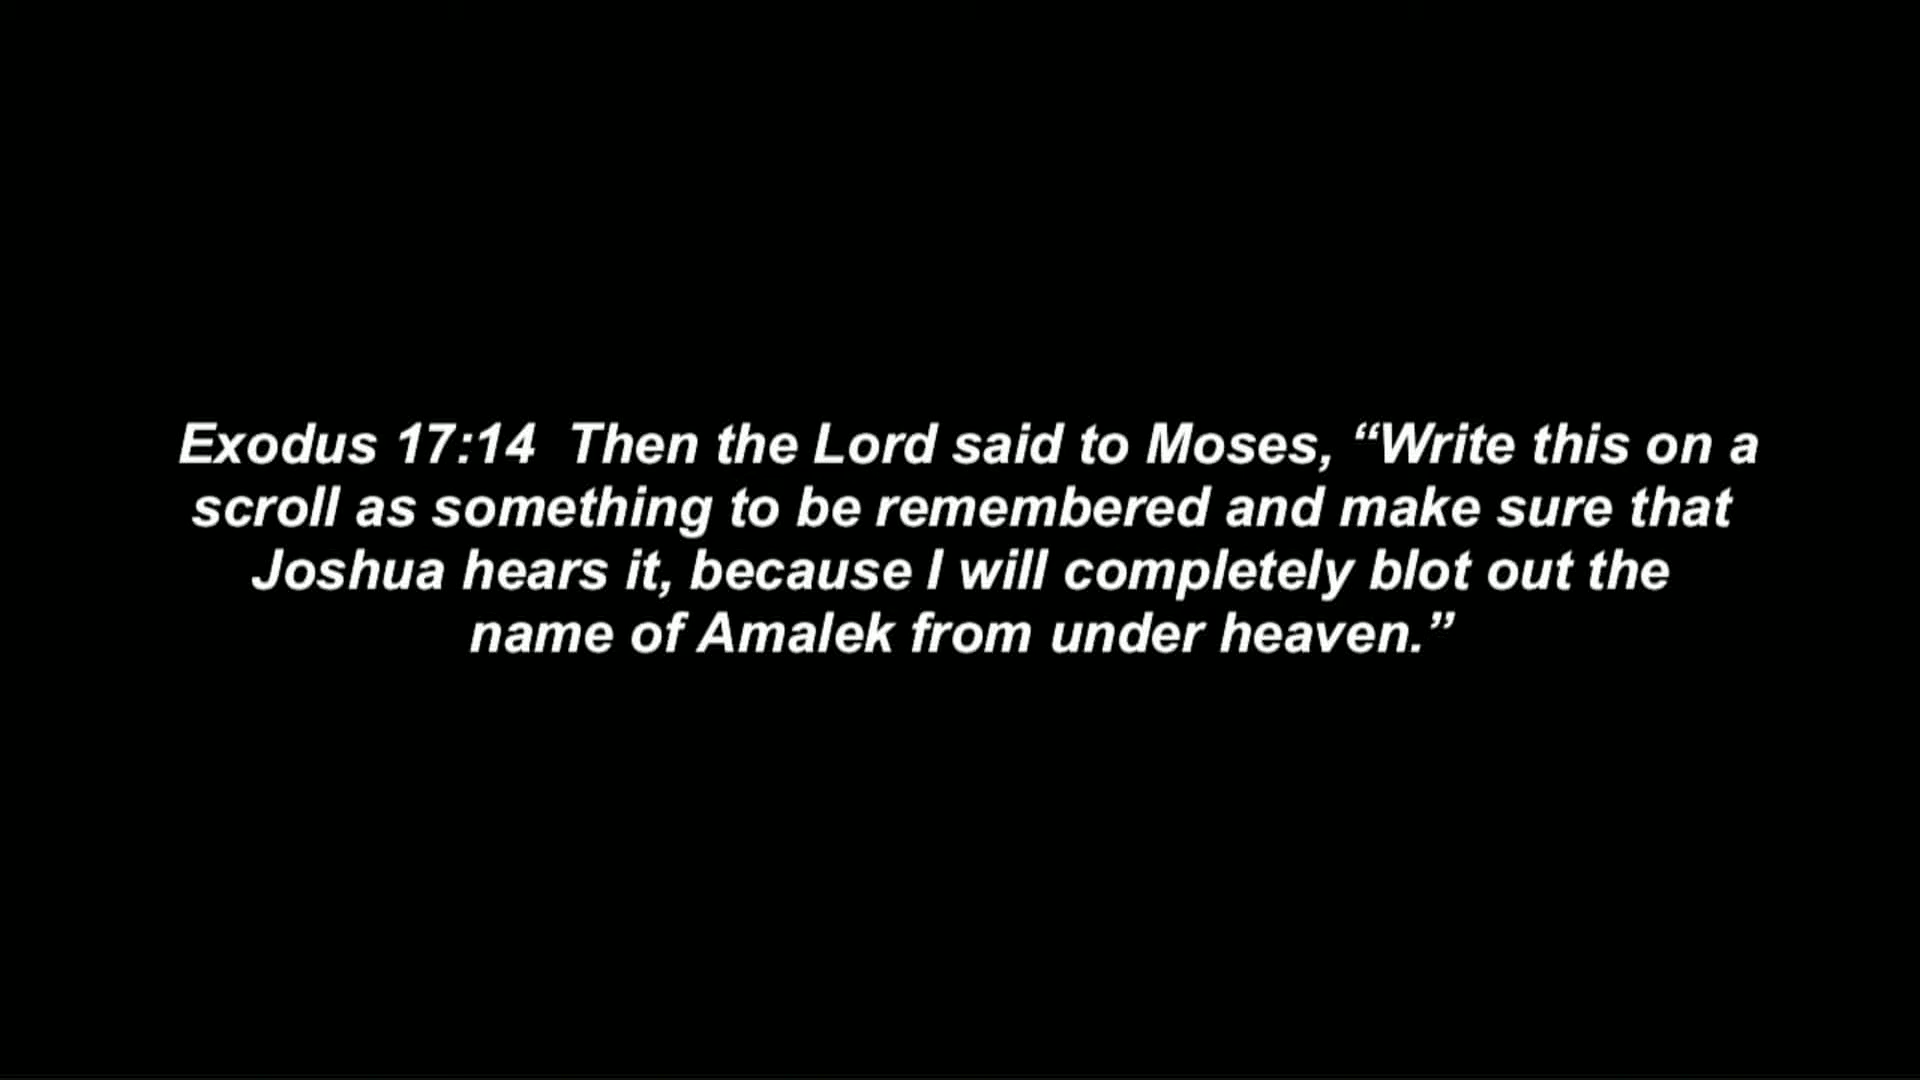 Exodus 17:14  Then the Lord said to Moses, “Write this on a
scroll as something to be remembered and make sure that
Joshua hears it, because I will completely blot out the
name of Amalek from under heaven.”